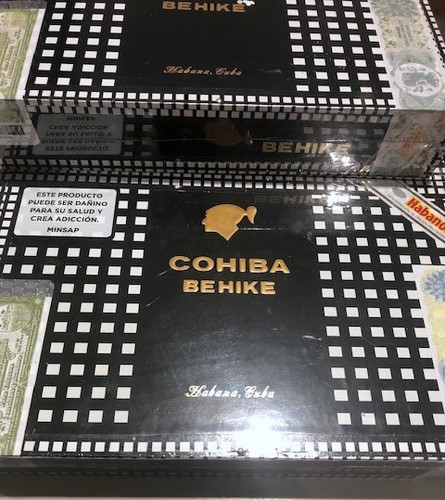 BEHIKE
Habana, Cuba
BEHIKE
ESTE PRODUCTO
PUEDE SER DAÑINO
PARA SU SALUD Y
CREA ADICCIÓN.
MINSAP
Habanos
COHIBA
BEHIKE
Habana, Cuba